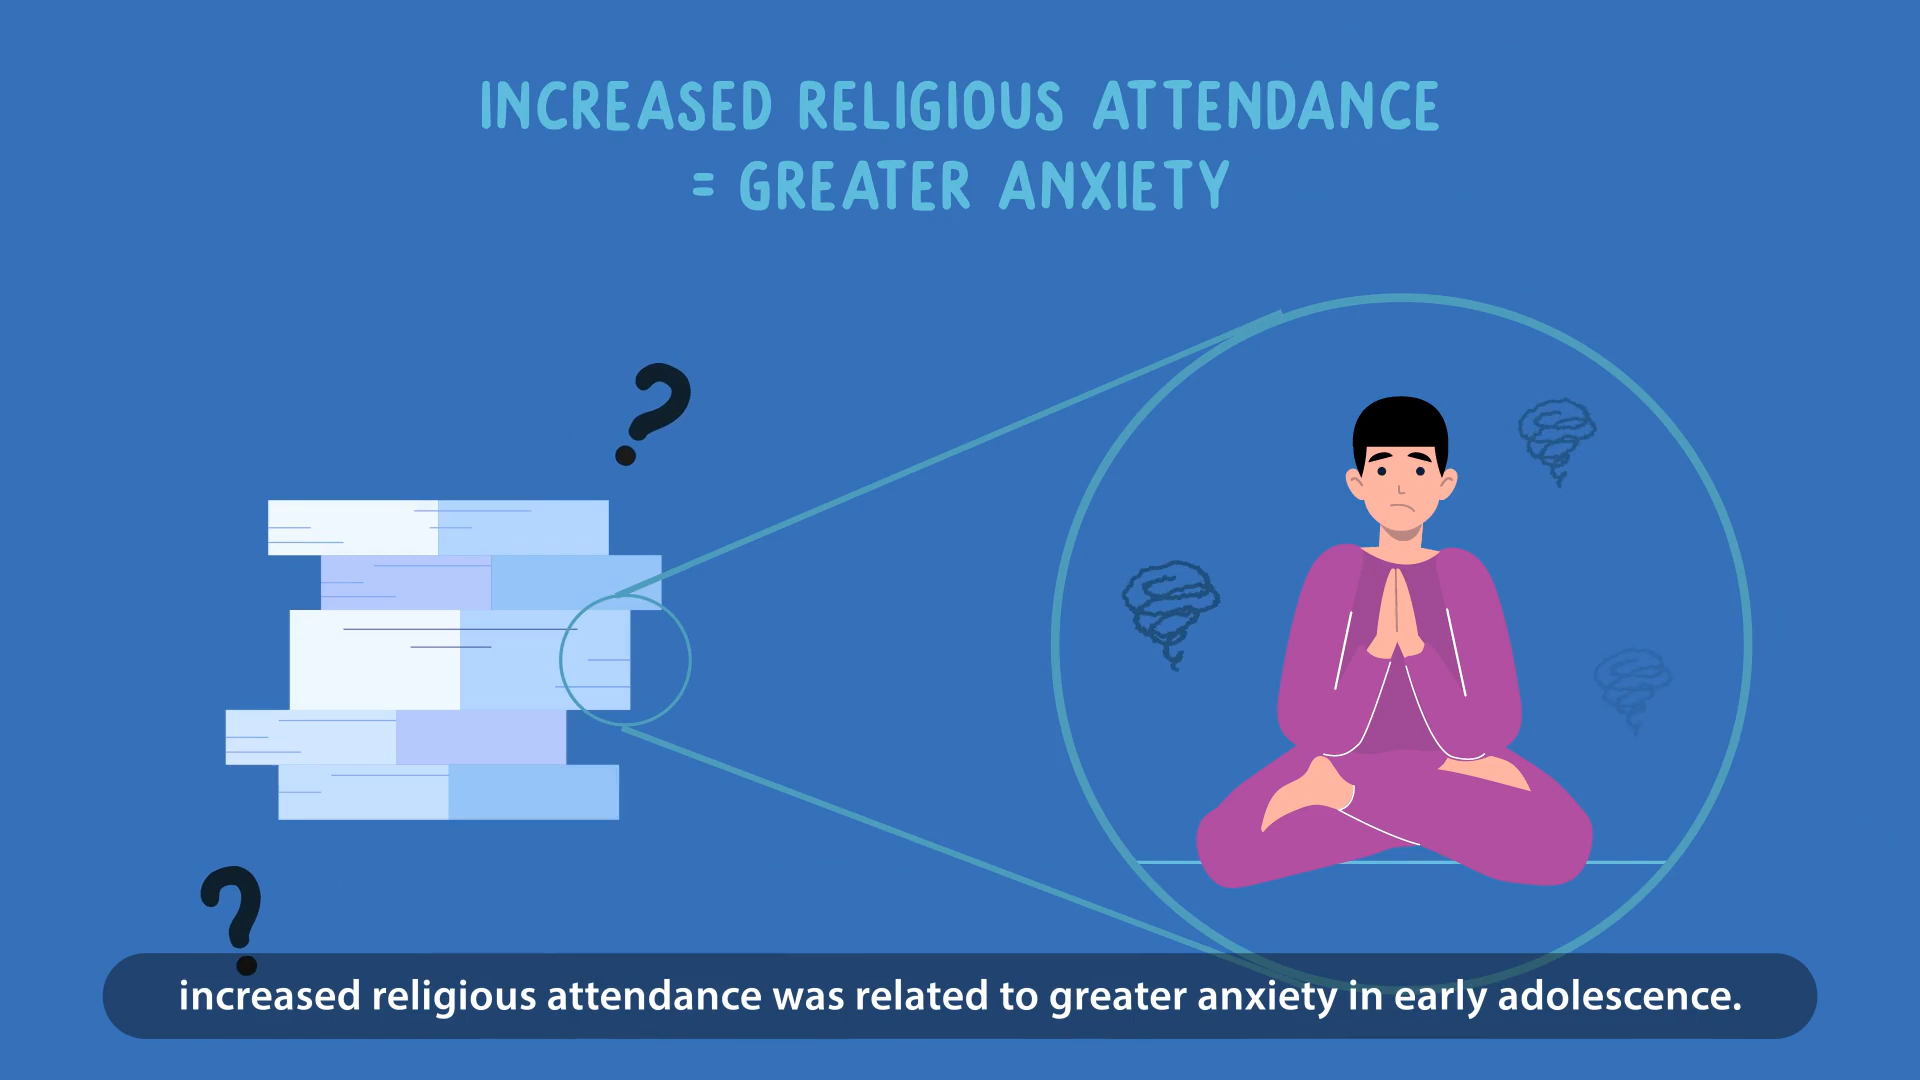 INCREASED RELIGIOUS ATTENDANCE
= GREATER ANXIETY
?
?
increased religious attendance was related to greater anxiety in early adolescence.